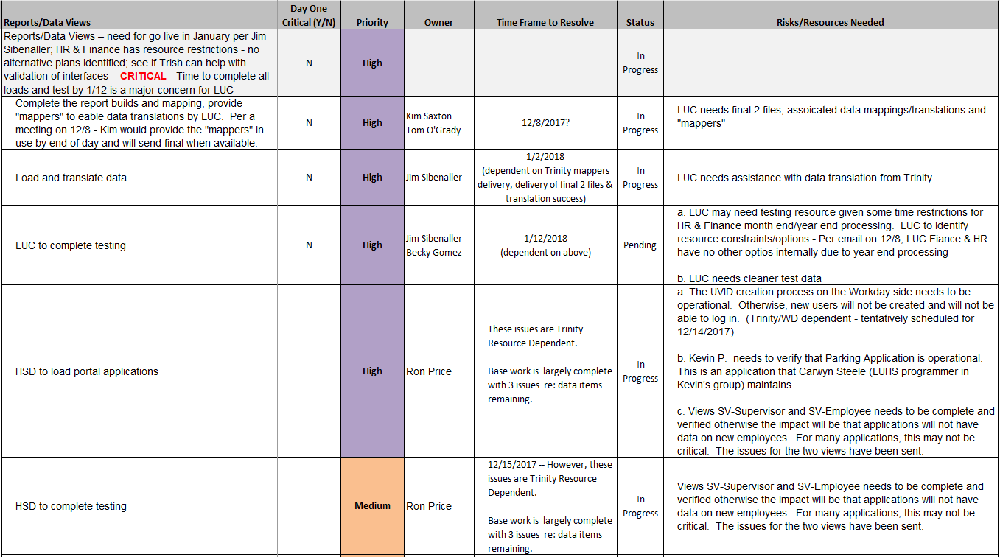 Reports/Data Views
Day One
Critical (Y/N)
Priority
Owner
Time Frame to Resolve
Status
Risks/Resources Needed
Reports/Data Views – need for go live in January per Jim
Sibenaller; HR & Finance has resource restrictions - no
alternative plans identified; see if Trish can help with
validation of interfaces – CRITICAL - Time to complete all
loads and test by 1/12 is a major concern for LUC
N
High
In
Progress
Complete the report builds and mapping, provide
"mappers" to eable data translations by LUC.  Per a
meeting on 12/8 - Kim would provide the "mappers" in
use by end of day and will send final when available.
N
High
Kim Saxton
Tom O'Grady
12/8/2017?
In
Progress
LUC needs final 2 files, assoicated data mappings/translations and
"mappers"
Load and translate data
N
High
Jim Sibenaller
1/2/2018
(dependent on Trinity mappers
delivery, delivery of final 2 files &
translation success)
In
Progress
LUC needs assistance with data translation from Trinity
LUC to complete testing
N
High
Jim Sibenaller
Becky Gomez
1/12/2018
(dependent on above)
Pending
a. LUC may need testing resource given some time restrictions for
HR & Finance month end/year end processing.  LUC to identify
resource constraints/options - Per email on 12/8, LUC Fiance & HR
have no other optios internally due to year end processing
b. LUC needs cleaner test data
HSD to load portal applications
High
Ron Price
These issues are Trinity
Resource Dependent.
Base work is  largely complete
with 3 issues  re: data items
remaining.
In
Progress
a. The UVID creation process on the Workday side needs to be
operational.  Otherwise, new users will not be created and will not be
able to log in.  (Trinity/WD dependent - tentatively scheduled for
12/14/2017)
b. Kevin P.  needs to verify that Parking Application is operational.
This is an application that Carwyn Steele (LUHS programmer in
Kevin's group) maintains.
c. Views SV-Supervisor and SV-Employee needs to be complete and
verified otherwise the impact will be that applications will not have
data on new employees.  For many applications, this may not be
critical.  The issues for the two views have been sent.
HSD to complete testing
Medium
Ron Price
12/15/2017 -- However, these
issues are Trinity Resource
Dependent.
Base work is  largely complete
with 3 issues  re: data items
remaining.
In
Progress
Views SV-Supervisor and SV-Employee needs to be complete and
verified otherwise the impact will be that applications will not have
data on new employees.  For many applications, this may not be
critical.  The issues for the two views have been sent.